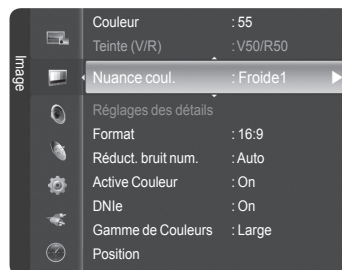 Image
Couleur : 55
Teinte (V/R) : V50/R50
Nuance coul. : Froide1
Réglages des détails
Format : 16:9
Réduct. bruit num. : Auto
Active Couleur : On
DNIe : On
Gamme de Couleurs : Large
Position